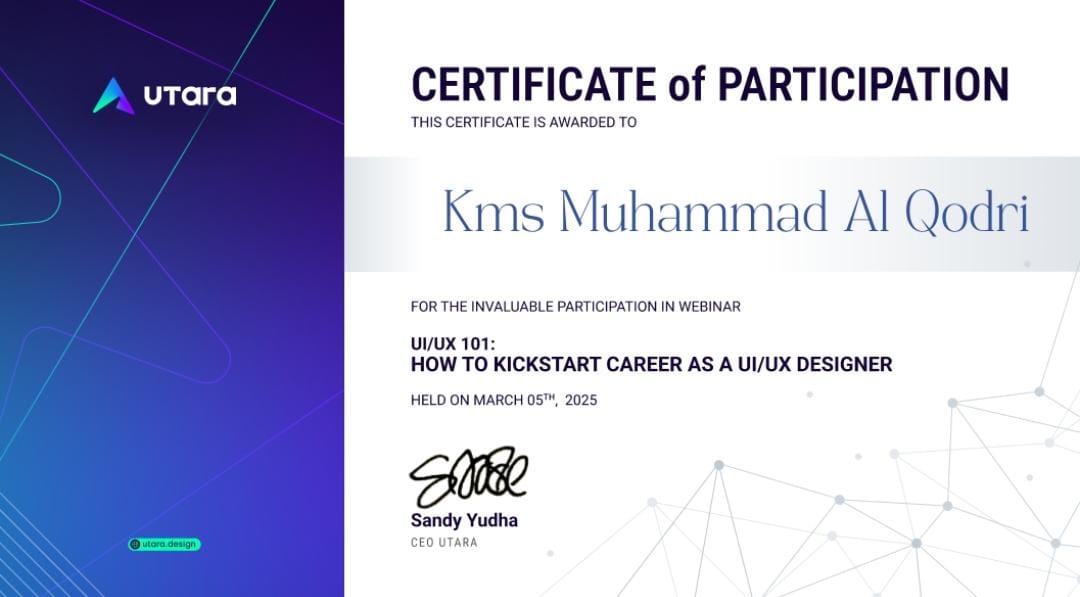 UTara
CERTIFICATE of PARTICIPATION
THIS CERTIFICATE IS AWARDED TO
Kms Muhammad Al Qodri
FOR THE INVALUABLE PARTICIPATION IN WEBINAR
UI/UX 101:
HOW TO KICKSTART CAREER AS A UI/UX DESIGNER
HELD ON MARCH 05TH, 2025
Sandy Yudha
CEO UTARA
utara.design